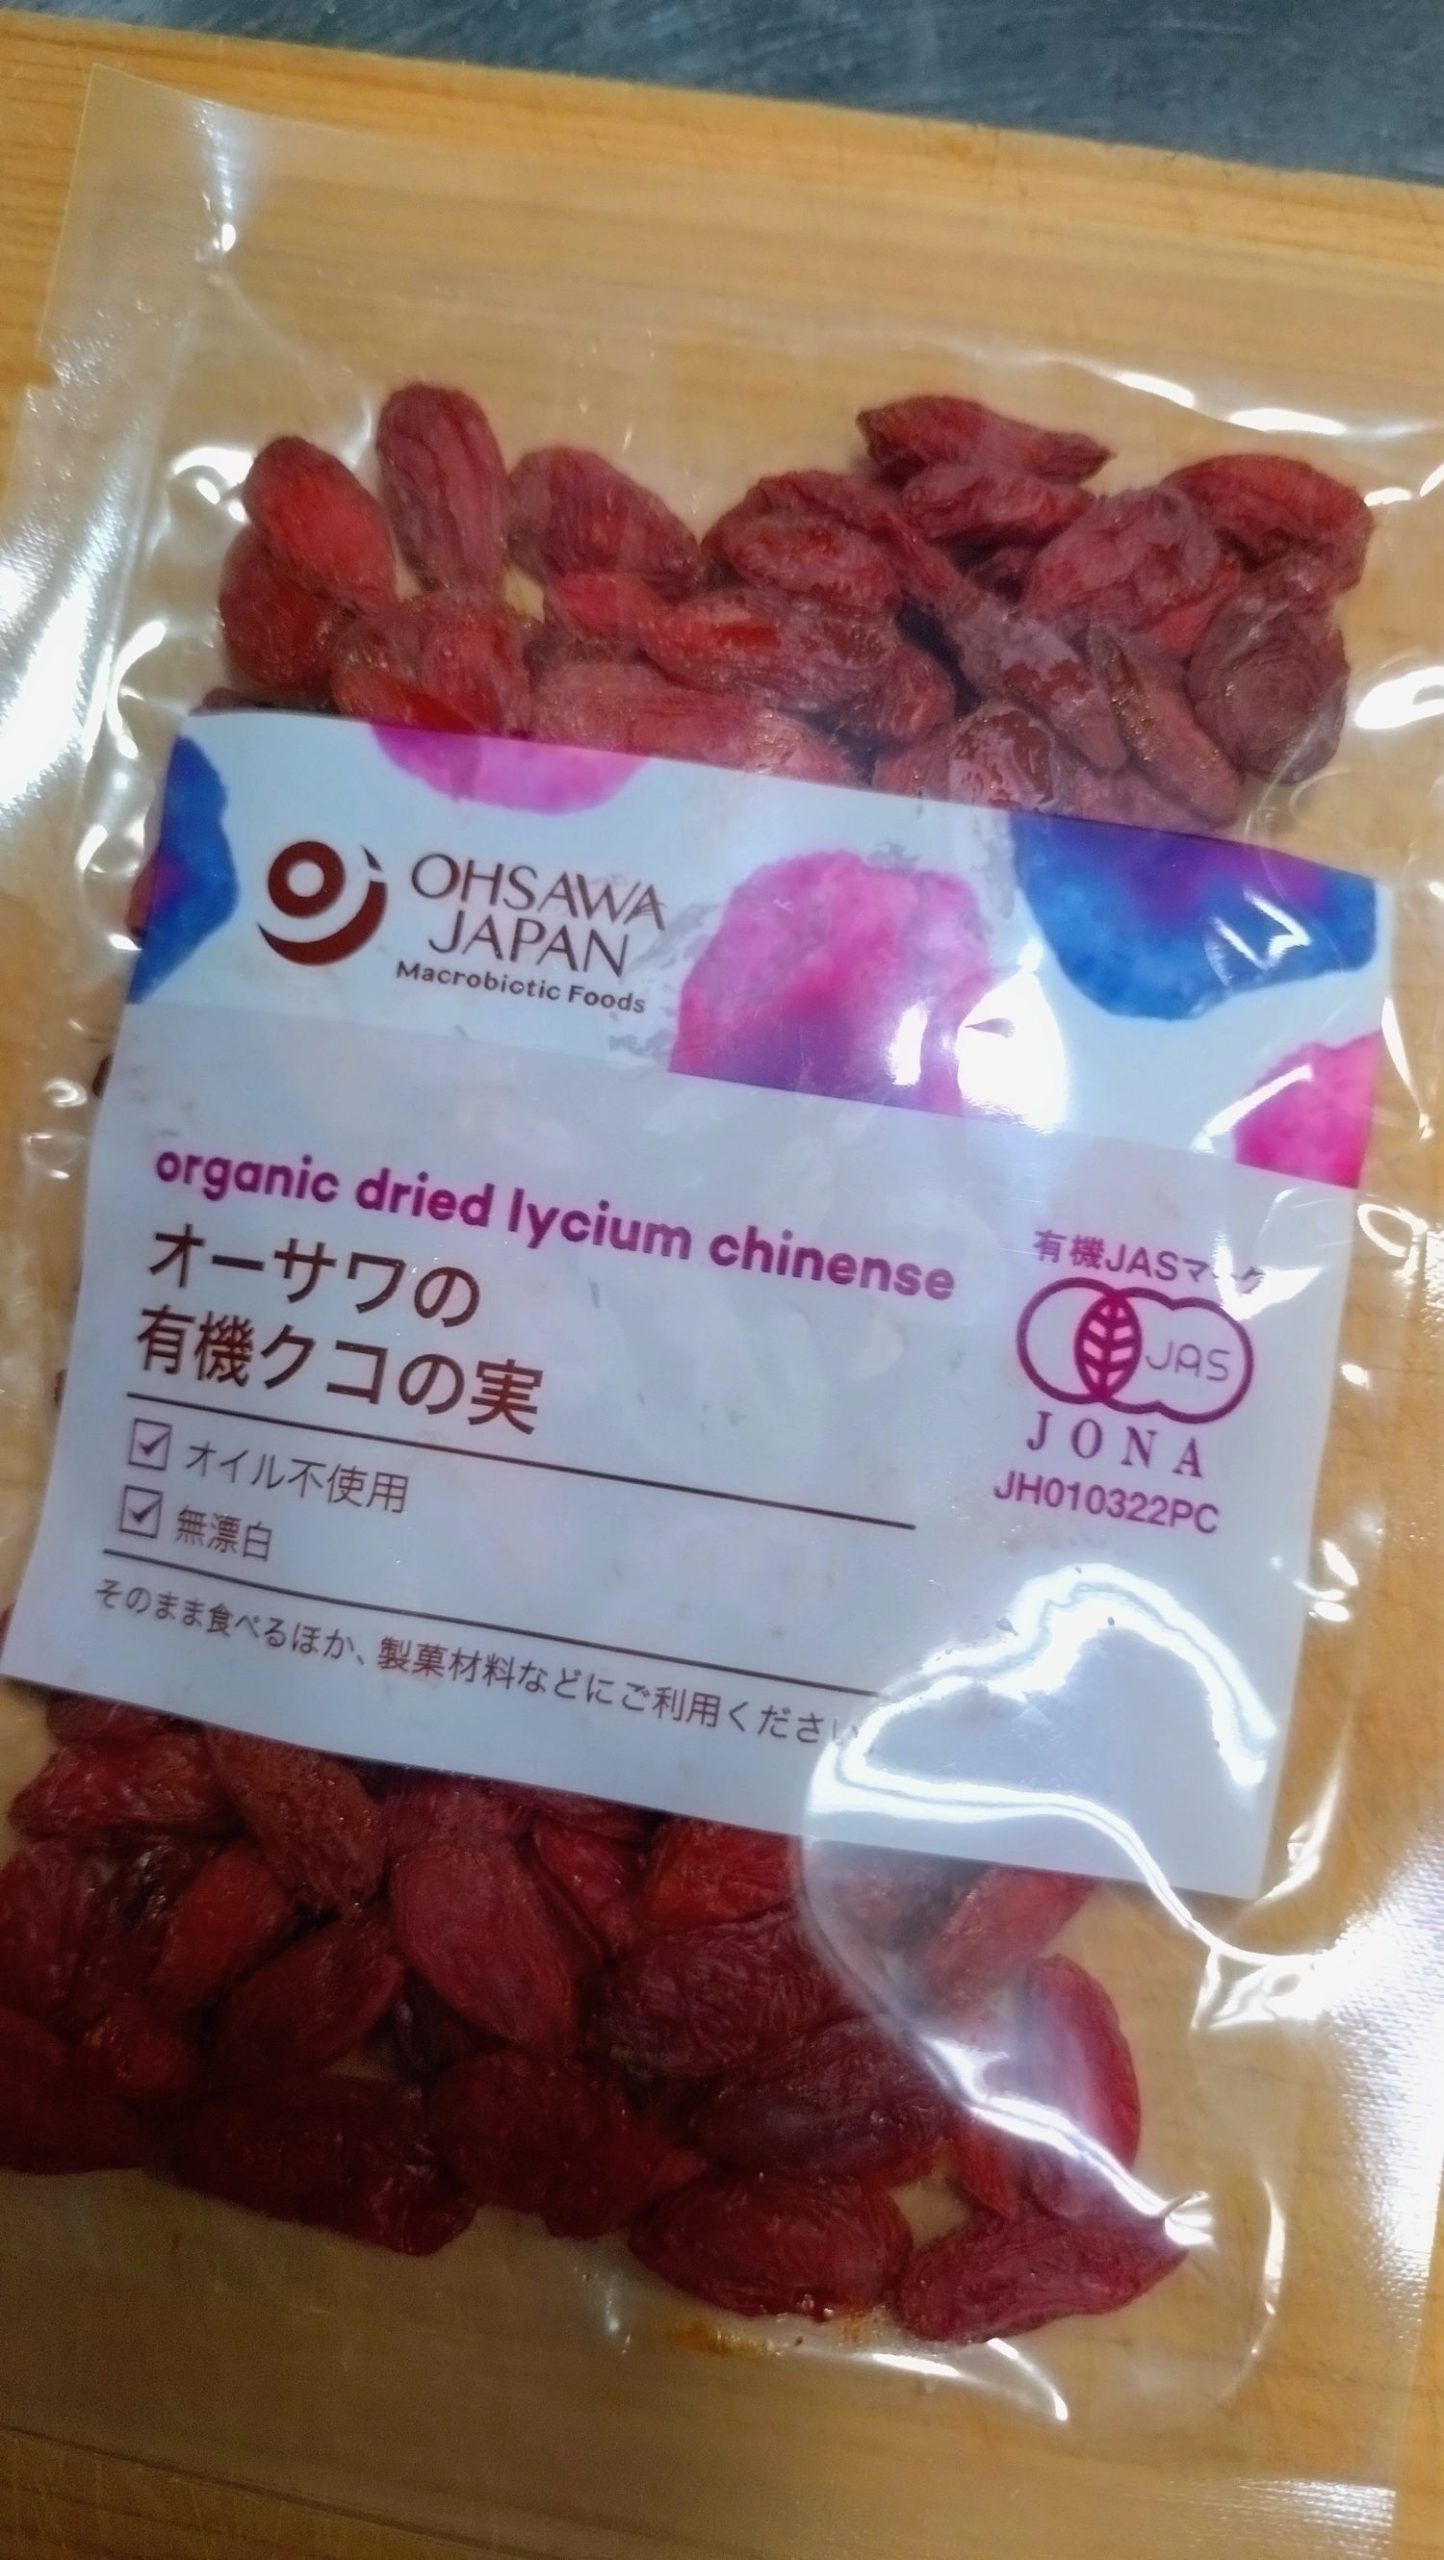 OHSAWA
JAPAN
Macrobiotic Foods
organic dried lycium chinense
オーサワの
有機クコの実
オイル不使用
無漂白
そのまま食べるほか、製菓材料などにご利用ください
有機JASマーク
JAS
JONA
JH010322PC